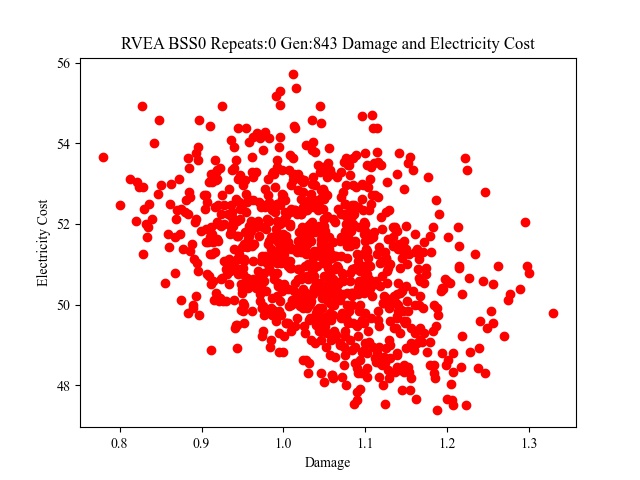 RVEA BSS0 Repeats:0 Gen:843 Damage and Electricity Cost
56
54
52
50
48
Electricity Cost
0.8 0.9 1.0 1.1 1.2 1.3
Damage